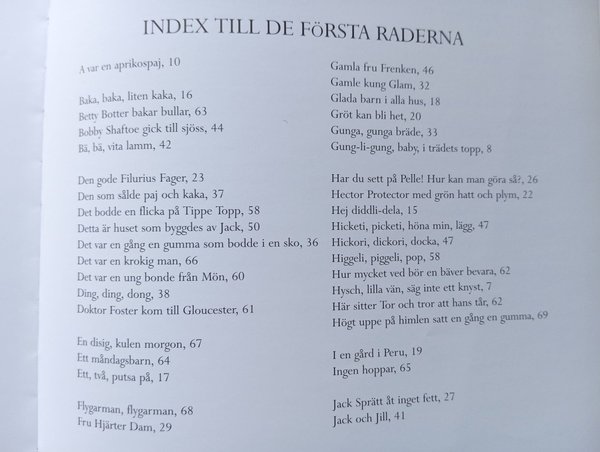 INDEX TILL DE FÖRSTA RADERNA
A var en aprikospaj, 10
Baka, baka, liten kaka, 16
Betty Botter bakar bullar, 63
Bobby Shaftoe gick till sjöss, 44
Bä, bä, vita lamm, 42
Den gode Filurius Fager, 23
Den som sålde paj och kaka, 37
Det bodde en flicka på Tippe Topp, 58
Detta är huset som byggdes av Jack, 50
Det var en gång en gumma som bodde i en sko, 36
Det var en krokig man, 66
Det var en ung bonde från Mön, 60
Ding, ding, dong, 38
Doktor Foster kom till Gloucester, 61
En disig, kulen morgon, 67
Ett måndagsbarn, 64
Ett, två, putsa på, 17
Flygarman, flygarman, 68
Fru Hjärter Dam, 29
Gamla fru Frenken, 46
Gamle kung Glam, 32
Glada barn i alla hus, 18
Gröt kan bli het, 20
Gunga, gunga bräde, 33
Gung-li-gung, baby, i trädets topp, 8
Har du sett på Pelle! Hur kan man göra så?, 26
Hector Protector med grön hatt och plym, 22
Hej diddli-dela, 15
Hicketi, picketi, höna min, lägg, 47
Hickori, dickori, docka, 47
Higgeli, piggeli, pop, 58
Hur mycket ved bör en bäver bevara, 62
Hysch, lilla vän, säg inte ett knyst, 7
Här sitter Tor och tror att hans tår, 62
Högt uppe på himlen satt en gång en gumma, 69
I en gård i Peru, 19
Ingen hoppar, 65
Jack Sprätt åt inget fett, 27
Jack och Jill, 41